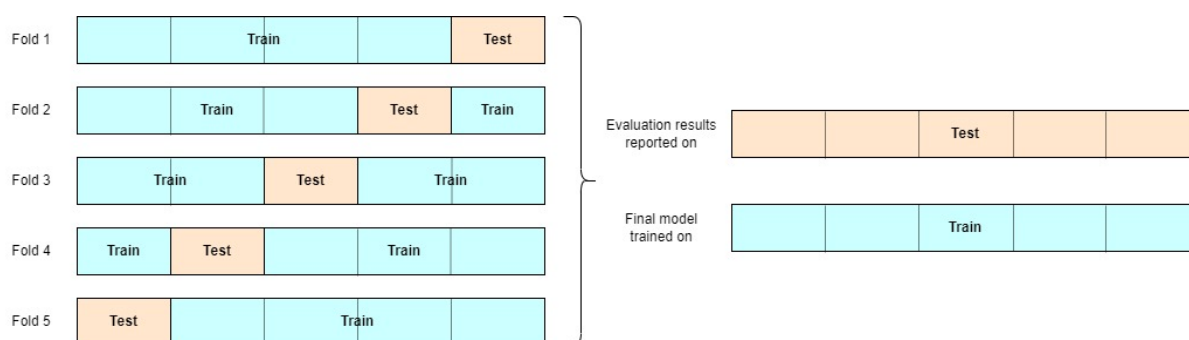 Fold 1
Train
Test
Fold 2
Train
Test
Train
Fold 3
Train
Test
Train
Fold 4
Train
Test
Train
Fold 5
Test
Train
Evaluation results
reported on
Test
Final model
trained on
Train